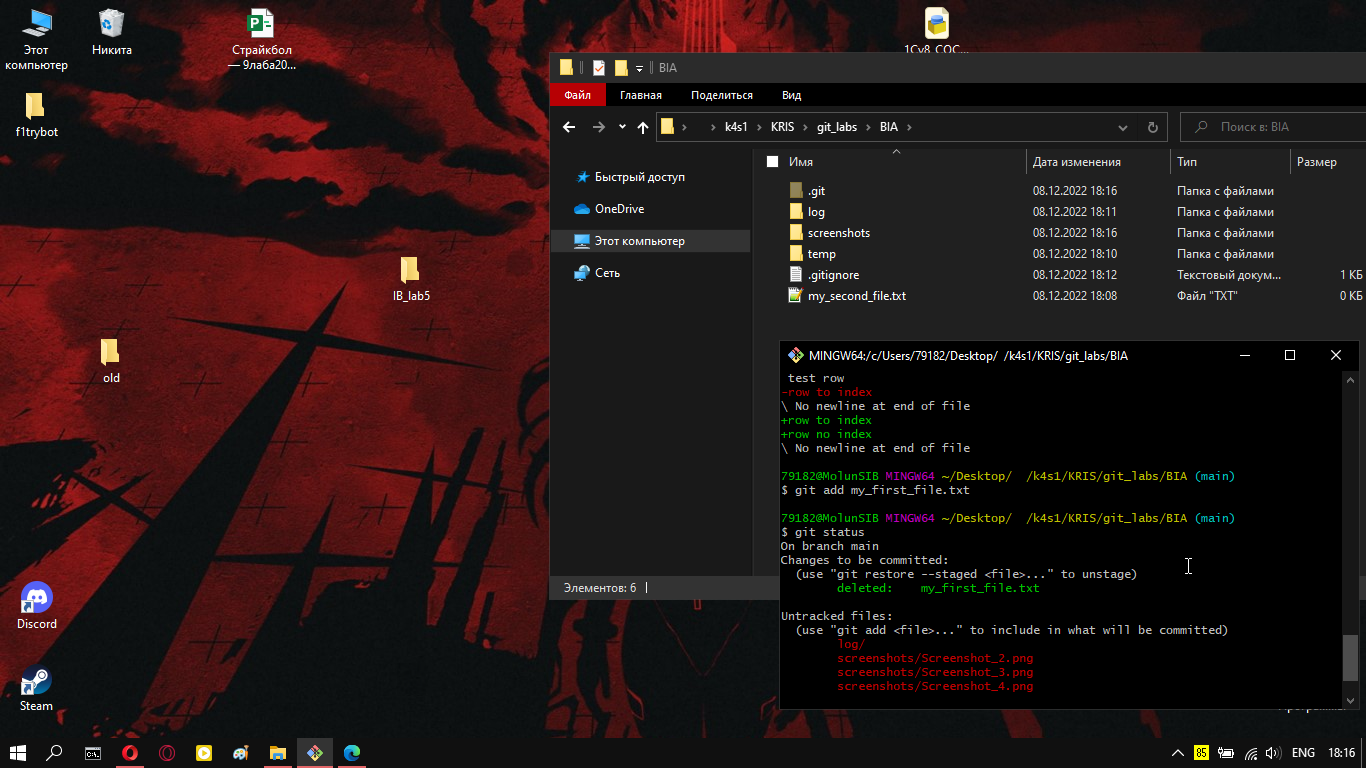 Этот
компьютер
Никита
Страйкбол
— 9лаба20...
f1trybot
IB_lab5
old
Discord
Steam
1Cv8_COC...
BIA
Файл
Главная
Поделиться
Вид
k4s1 KRIS git_labs BIA
Поиск в: BIA
Быстрый доступ
OneDrive
Этот компьютер
Сеть
Имя Дата изменения Тип Размер
.git 08.12.2022 18:16 Папка с файлами
log 08.12.2022 18:11 Папка с файлами
screenshots 08.12.2022 18:16 Папка с файлами
temp 08.12.2022 18:10 Папка с файлами
.gitignore 08.12.2022 18:12 Текстовый докум... 1 КБ
my_second_file.txt 08.12.2022 18:08 Файл "TXT" 0 КБ
Элементов: 6
MINGW64:/c/Users/79182/Desktop/ /k4s1/KRIS/git_labs/BIA
test row
-row to index
\ No newline at end of file
+row to index
+row no index
\ No newline at end of file
79182@MolunSIB MINGW64 ~/Desktop/ /k4s1/KRIS/git_labs/BIA (main)
$ git add my_first_file.txt
79182@MolunSIB MINGW64 ~/Desktop/ /k4s1/KRIS/git_labs/BIA (main)
$ git status
On branch main
Changes to be committed:
(use "git restore --staged <file>..." to unstage)
deleted: my_first_file.txt
Untracked files:
(use "git add <file>..." to include in what will be committed)
log/
screenshots/Screenshot_2.png
screenshots/Screenshot_3.png
screenshots/Screenshot_4.png
85
ENG
18:16